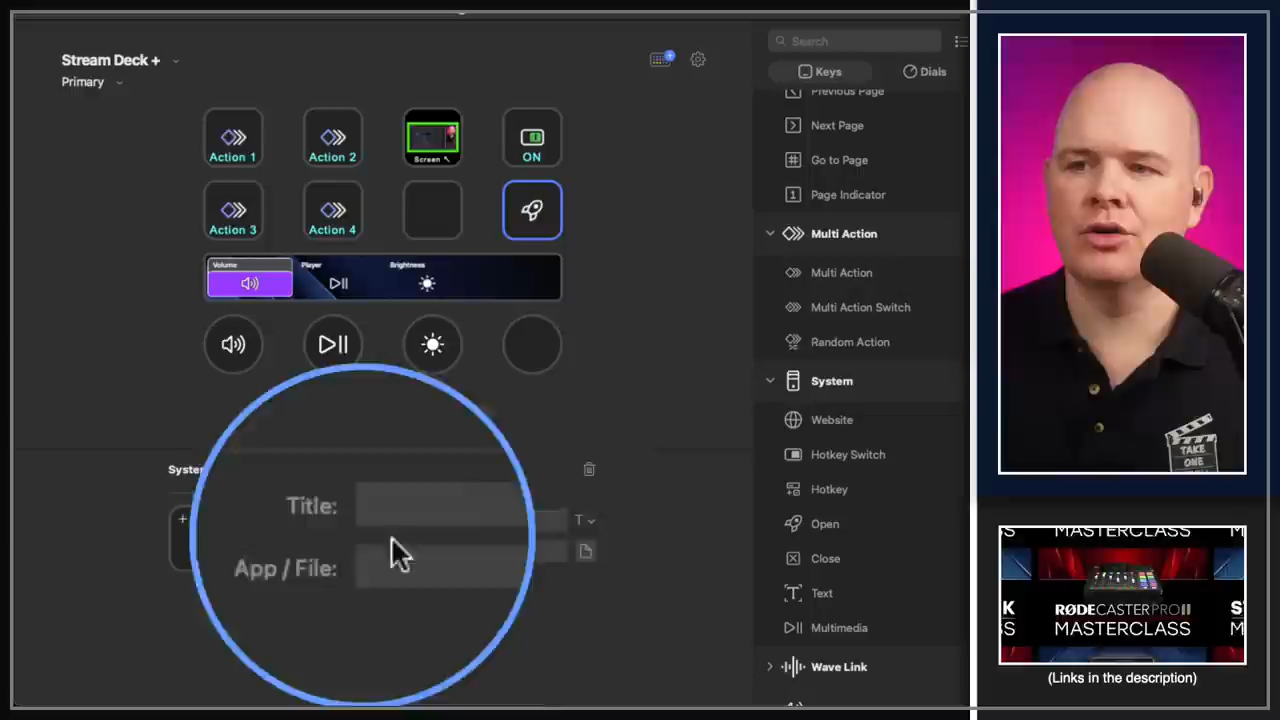 Stream Deck +
Primary
Action 1
Action 2
Screen
ON
Action 3
Action 4
Volume
Player
Brightness
System
Title:
T
App / File:
Search
Keys
Dials
Previous Page
Next Page
Go to Page
Page Indicator
Multi Action
Multi Action
Multi Action Switch
Random Action
System
Website
Hotkey Switch
Hotkey
Open
Close
Text
Multimedia
Wave Link
TAKE
ONE
MASTERCLASS
RØDECASTER PRO II
MASTERCLASS
(Links in the description)